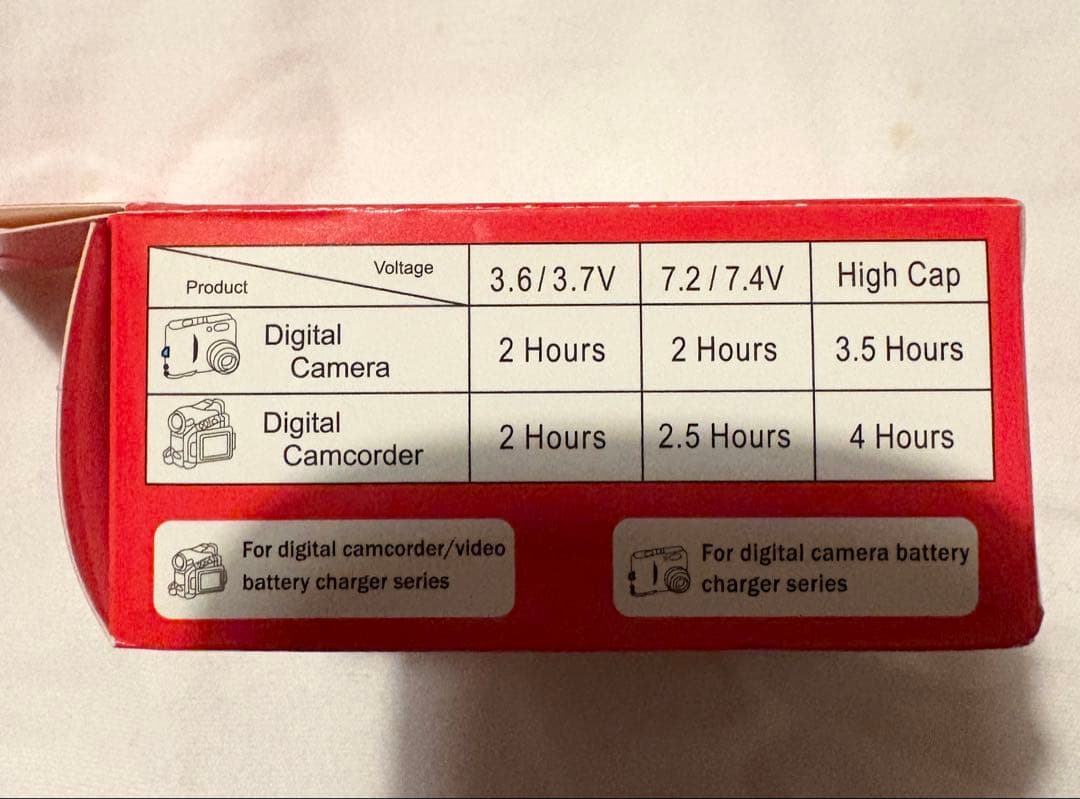 Voltage
Product
3.6/3.7V
7.2/7.4V
High Cap
Digital
Camera
2 Hours
2 Hours
3.5 Hours
Digital
Camcorder
2 Hours
2.5 Hours
4 Hours
For digital camcorder/video
battery charger series
For digital camera battery
charger series